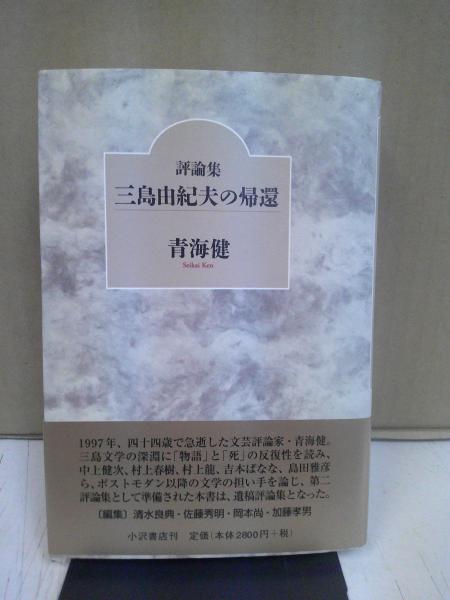 評論集
三島由紀夫の帰還
青海健
Seikai Ken
1997年、四十四歳で急逝した文芸評論家・青海健。
三島文学の深淵に「物語」と「死」の反復性を読み、
中上健次、村上春樹、村上龍、吉本ばなな、島田雅彦
ら、ポストモダン以降の文学の担い手を論じ、第二
評論集として準備された本書は、遺稿評論集となった。
〔編集〕清水良典・佐藤秀明・岡本尚・加藤孝男
小沢書店刊 定価(本体2800円+税)